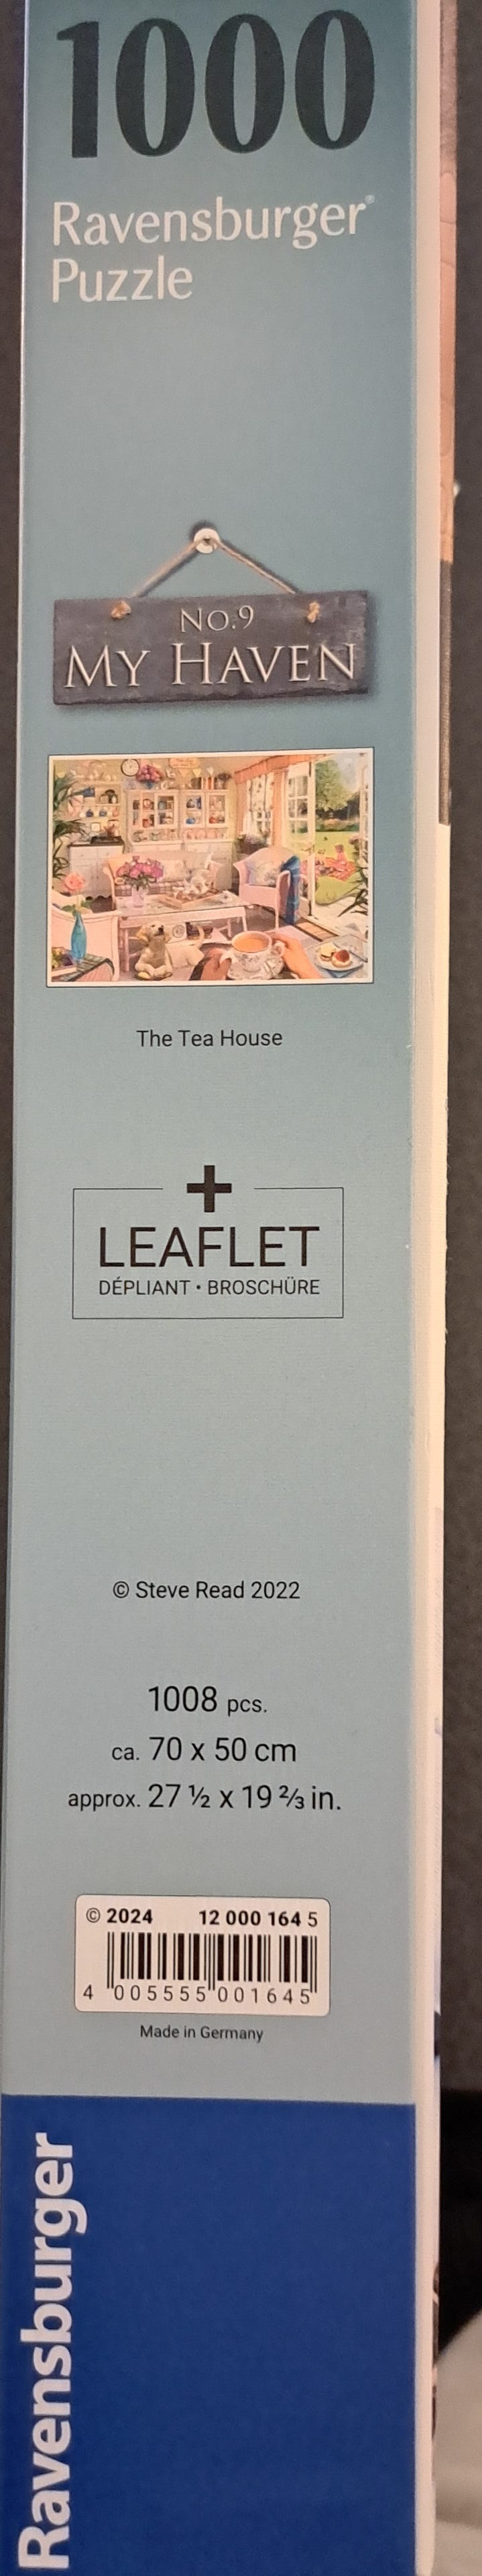 1000
Ravensburger®
Puzzle
NO.9
MY HAVEN
The Tea House
+
LEAFLET
DÉPLIANT • BROSCHÜRE
© Steve Read 2022
1008 pcs.
ca. 70 x 50 cm
approx. 27 ½ x 19 ⅔ in.
© 2024 12 000 164 5
4 005555 001645
Made in Germany
Ravensburger